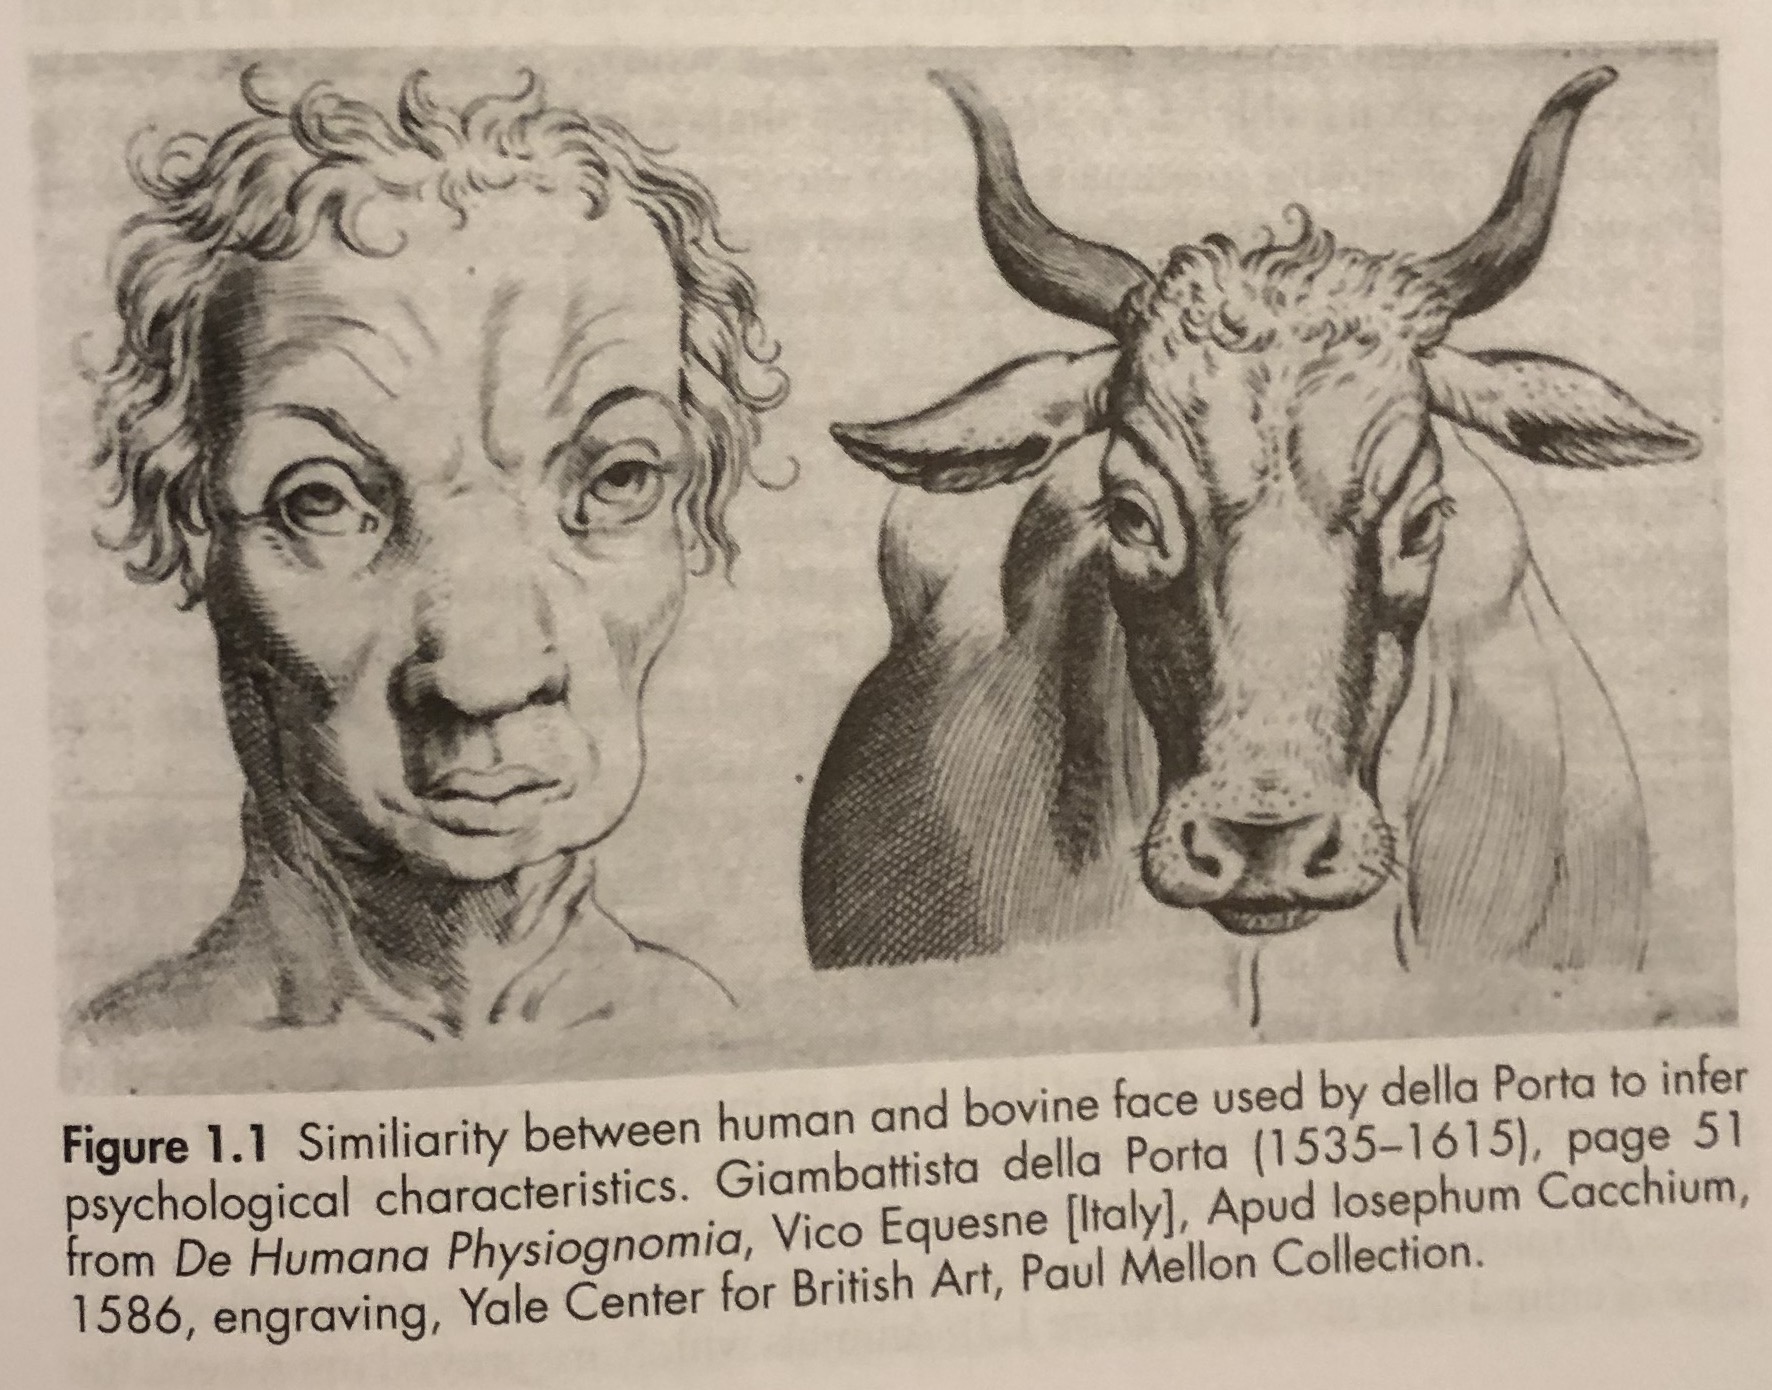 Figure 1.1 Similiarity between human and bovine face used by della Porta to infer
psychological characteristics. Giambattista della Porta (1535–1615), page 51
from De Humana Physiognomia, Vico Equesne [Italy], Apud Iosephum Cacchium,
1586, engraving, Yale Center for British Art, Paul Mellon Collection.